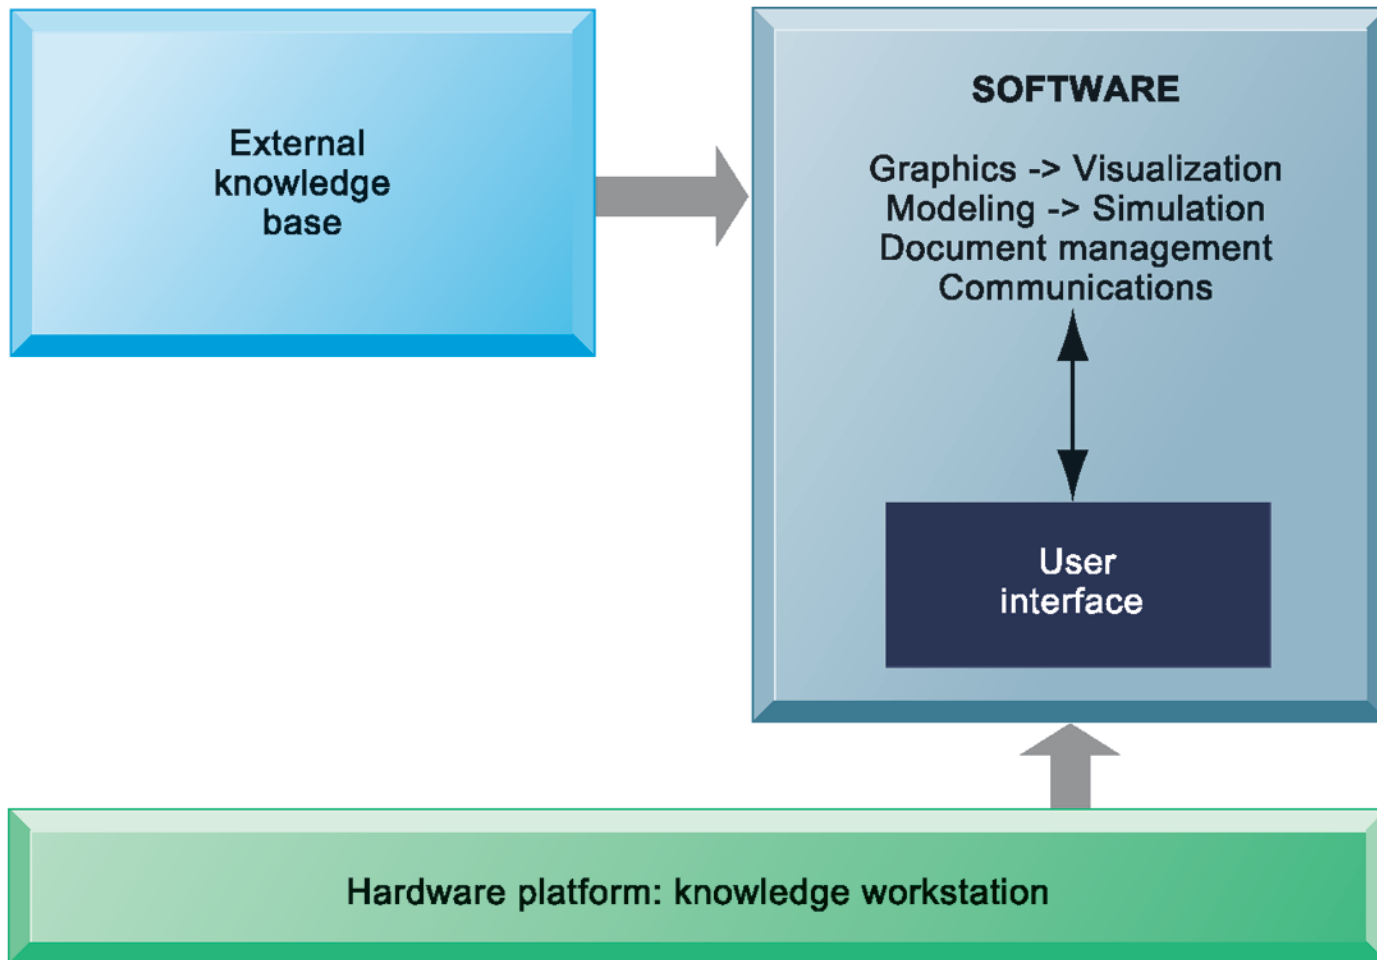 External
knowledge
base
SOFTWARE
Graphics -> Visualization
Modeling -> Simulation
Document management
Communications
User
interface
Hardware platform: knowledge workstation